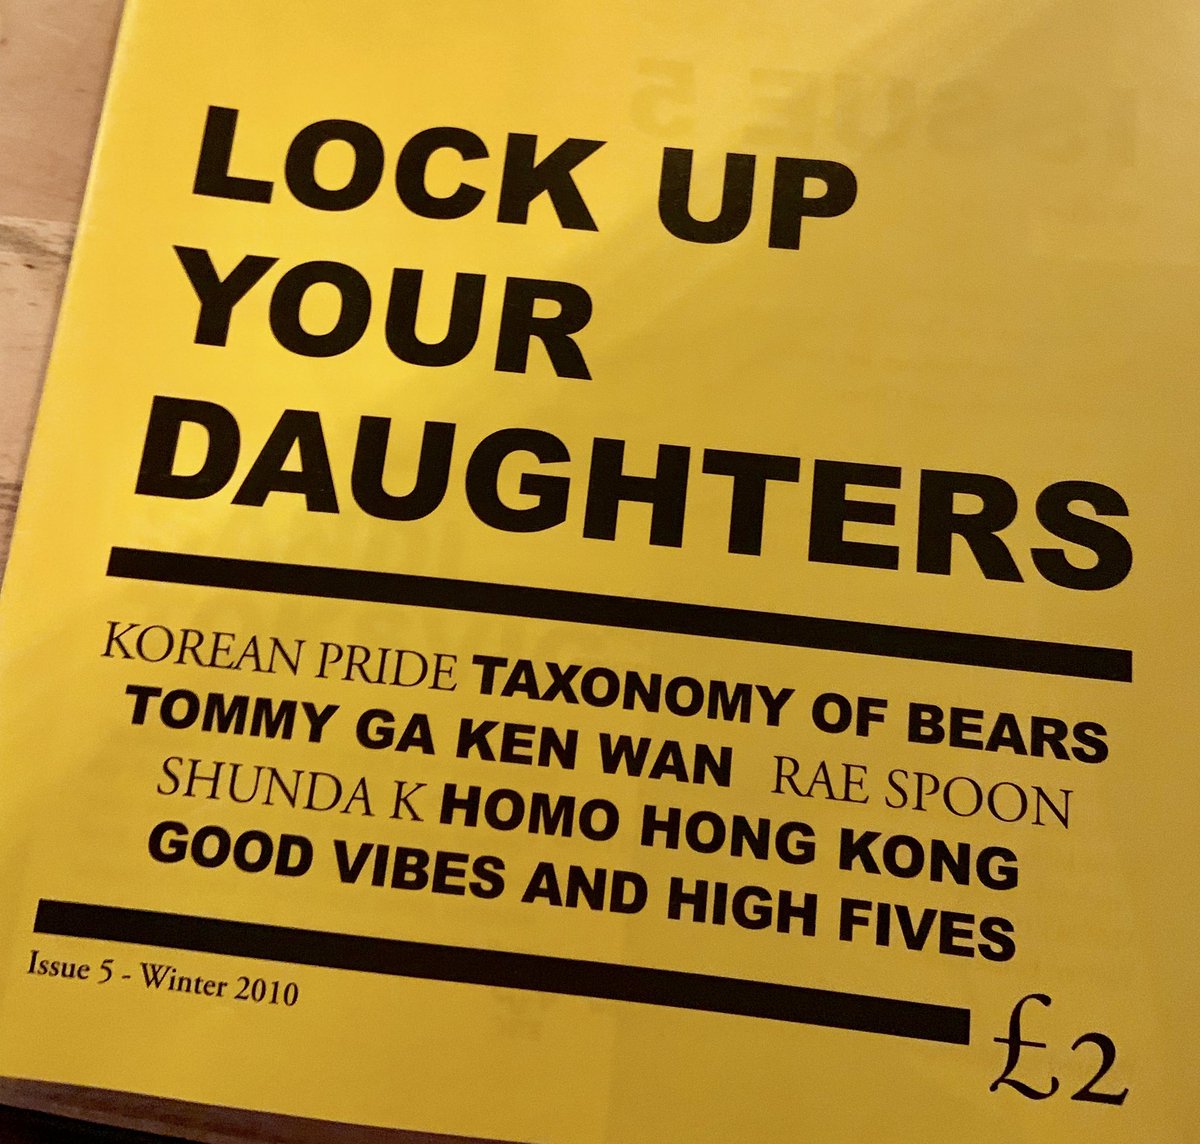 LOCK UP
YOUR
DAUGHTERS
KOREAN PRIDE TAXONOMY OF BEARS
TOMMY GA KEN WAN RAE SPOON
SHUNDA K HOMO HONG KONG
GOOD VIBES AND HIGH FIVES
Issue 5 - Winter 2010
£2